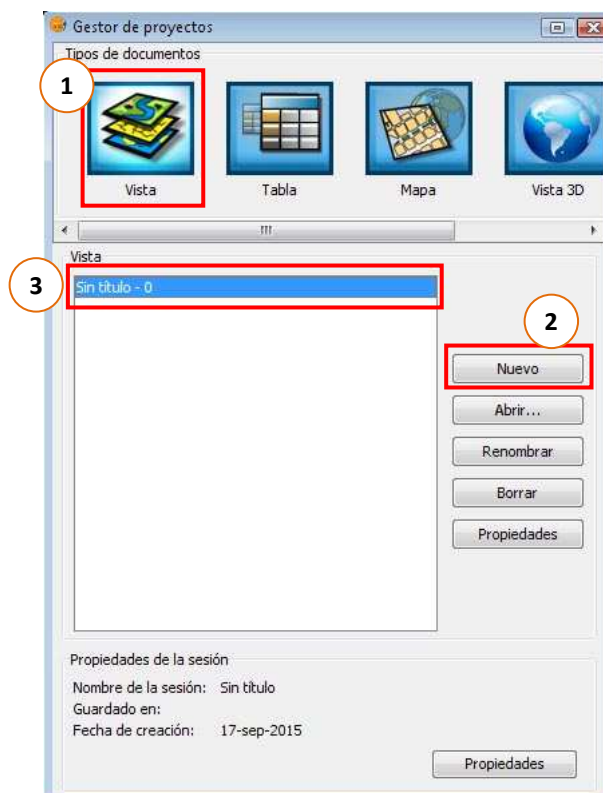 Gestor de proyectos
Tipos de documentos
1
Vista
Tabla
Mapa
Vista 3D
Vista
3
Sin título - 0
2
Nuevo
Abrir...
Renombrar
Borrar
Propiedades
Propiedades de la sesión
Nombre de la sesión: Sin título
Guardado en:
Fecha de creación: 17-sep-2015
Propiedades